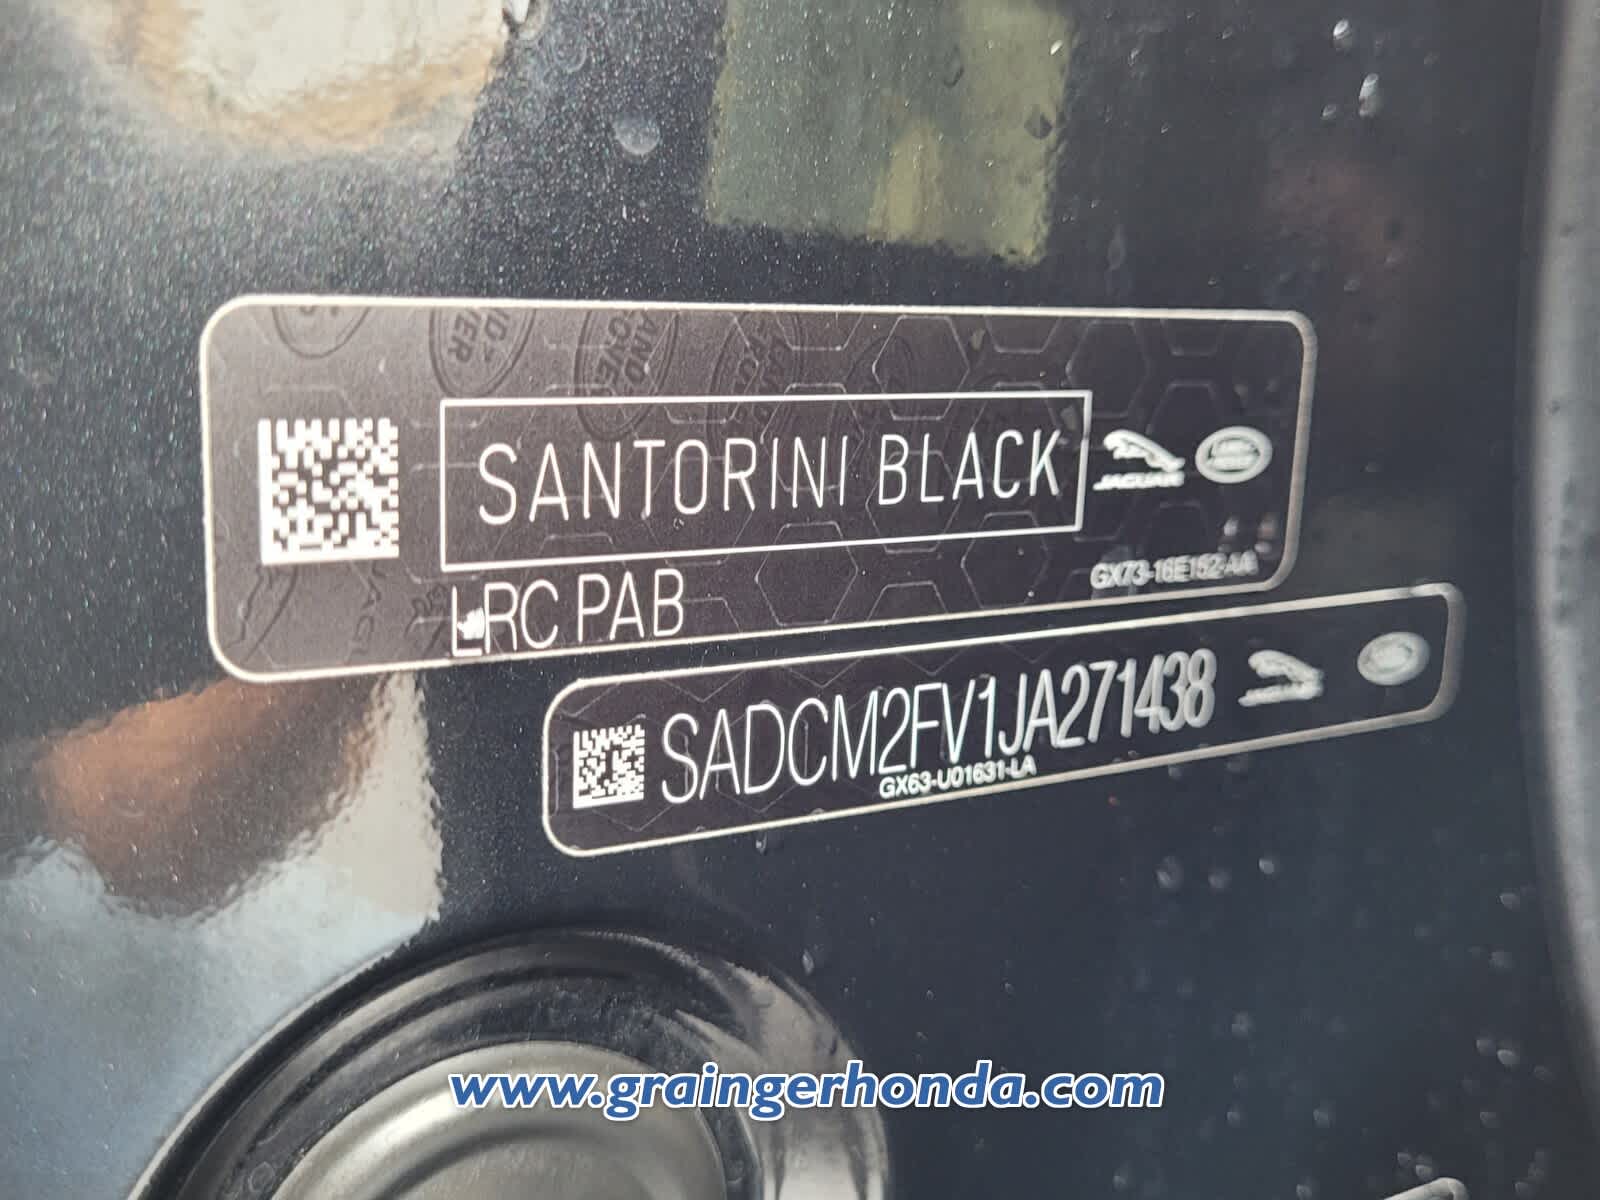 SANTORINI BLACK
JAGUAR
LRC PAB
GX73-16E152-AA
SADCM2FV1JA271438
GX63-U01631-LA
www.graingerhonda.com